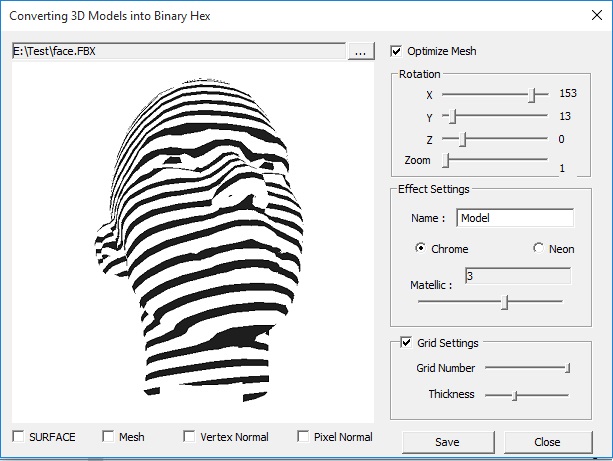 Converting 3D Models into Binary Hex
E:\Test\face.FBX ...
Optimize Mesh
Rotation
X 153
Y 13
Z 0
Zoom 1
Effect Settings
Name : Model
Chrome Neon
Matellic : 3
Grid Settings
Grid Number
Thickness
SURFACE Mesh Vertex Normal Pixel Normal
Save Close